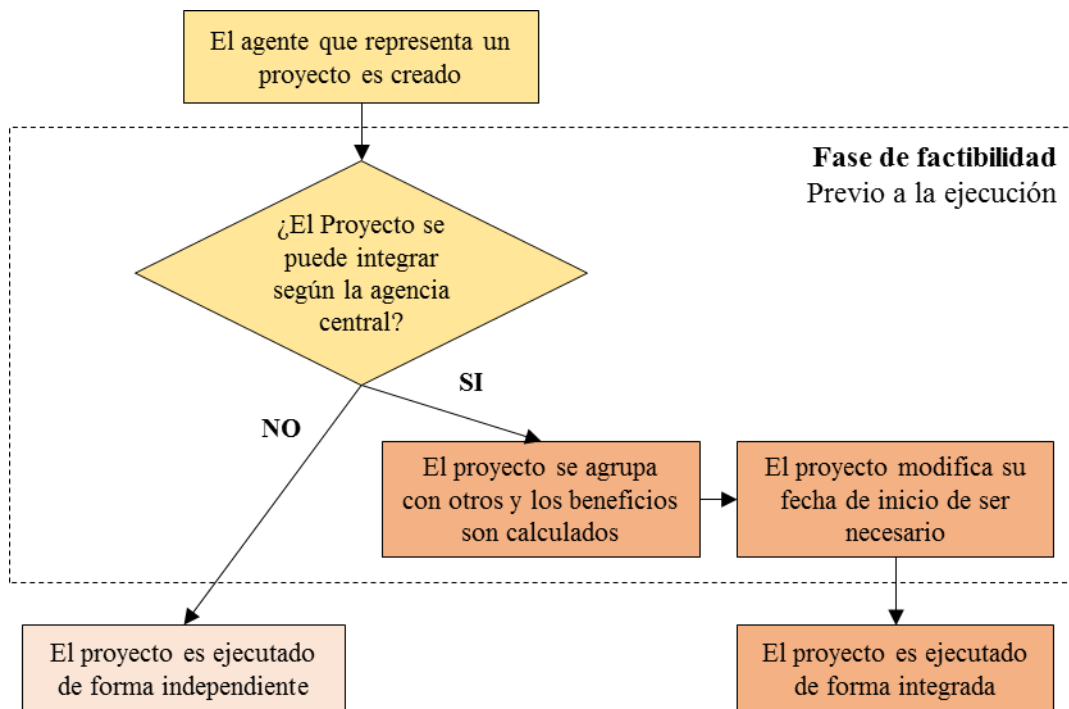 El agente que representa un
proyecto es creado
Fase de factibilidad
Previo a la ejecución
¿El Proyecto se
puede integrar
según la agencia
central?
SI
NO
El proyecto se agrupa
con otros y los beneficios
son calculados
El proyecto modifica su
fecha de inicio de ser
necesario
El proyecto es ejecutado
de forma independiente
El proyecto es ejecutado
de forma integrada